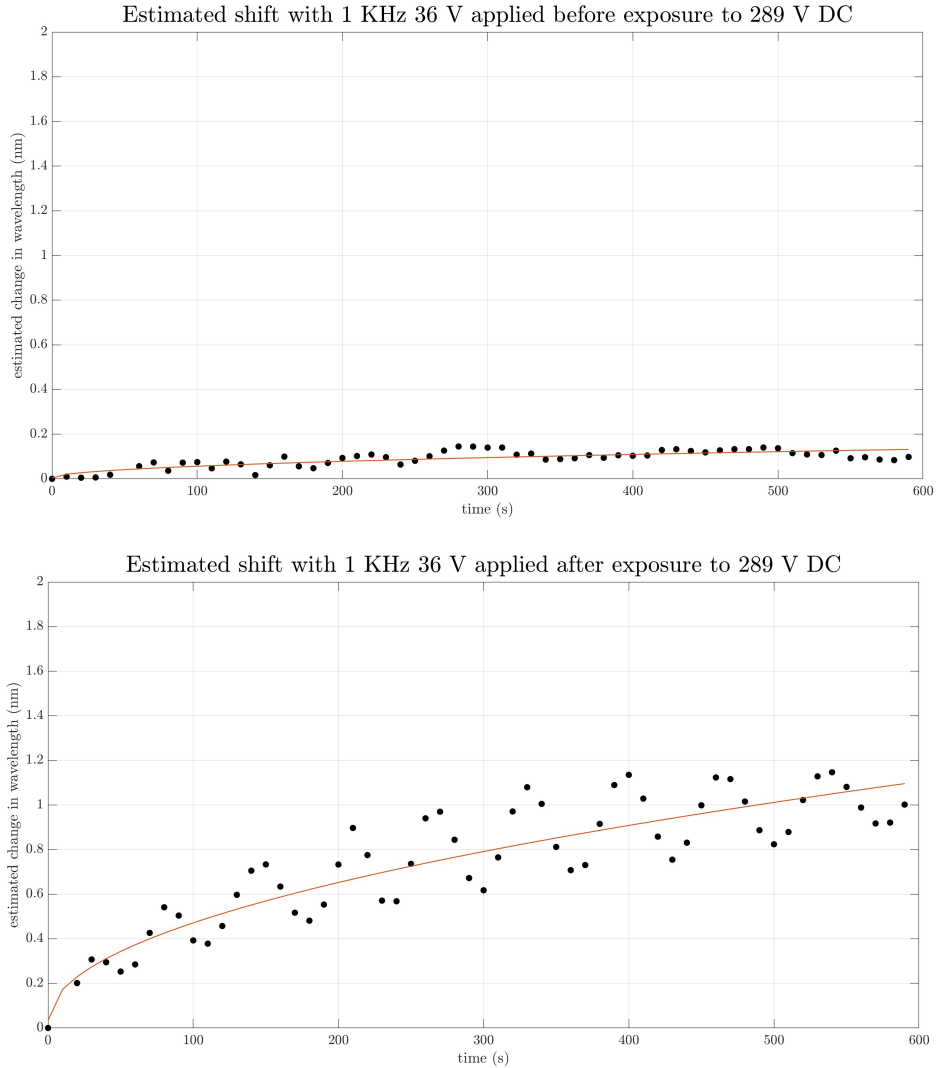 Estimated shift with 1 KHz 36 V applied before exposure to 289 V DC
2
1.8
1.6
1.4
1.2
1
0.8
0.6
0.4
0.2
0
estimated change in wavelength (nm)
100 200 300 400 500 600
time (s)
Estimated shift with 1 KHz 36 V applied after exposure to 289 V DC
2
1.8
1.6
1.4
1.2
1
0.8
0.6
0.4
0.2
0
estimated change in wavelength (nm)
0 100 200 300 400 500 600
time (s)